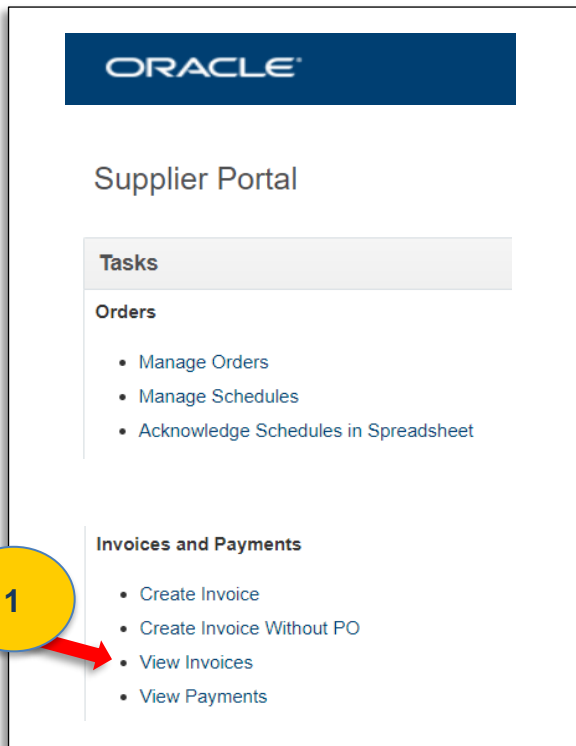 ORACLE
Supplier Portal
Tasks
Orders
Manage Orders
Manage Schedules
Acknowledge Schedules in Spreadsheet
Invoices and Payments
Create Invoice
Create Invoice Without PO
1
View Invoices
View Payments